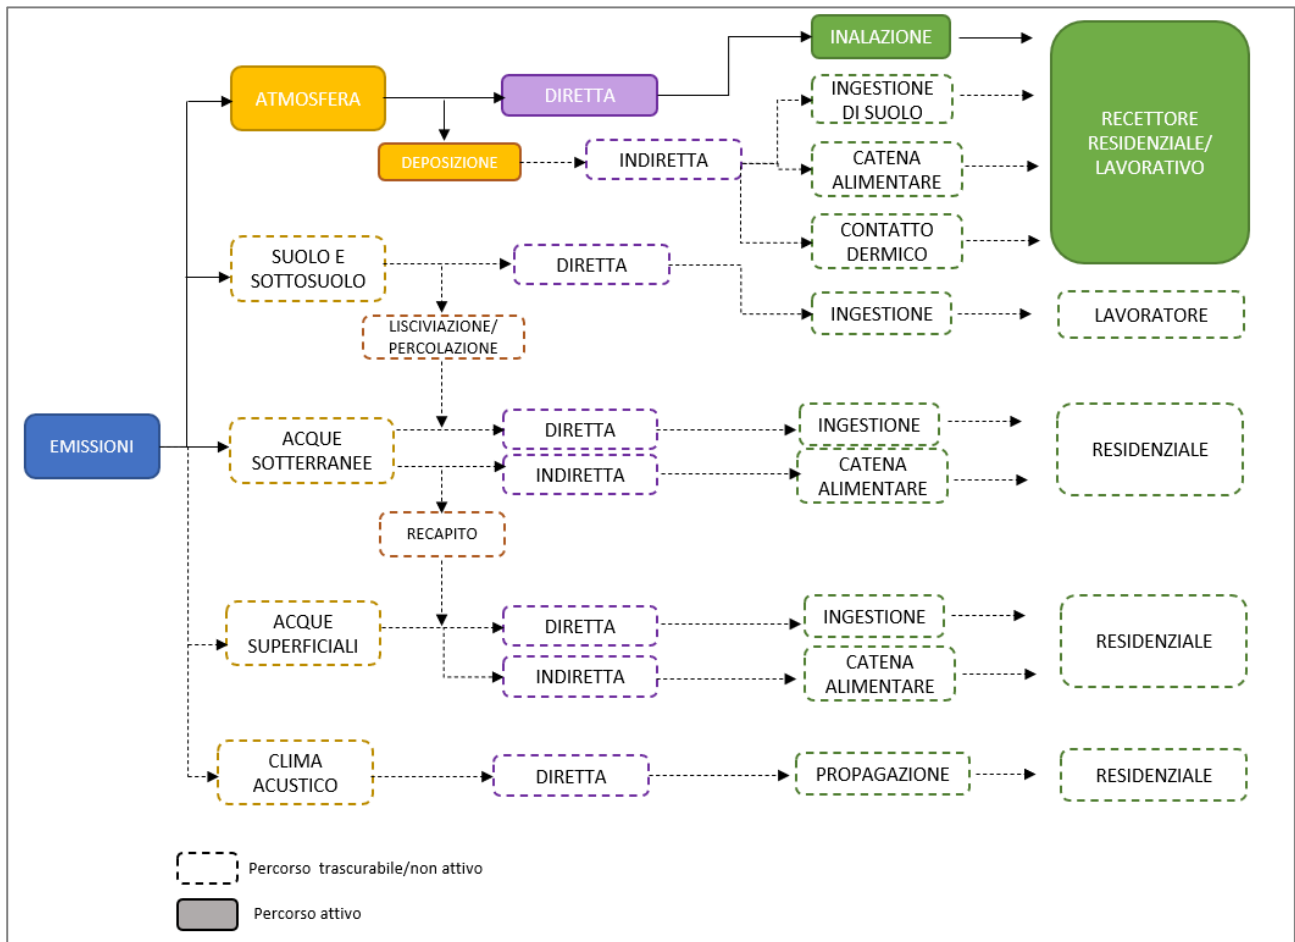 INALAZIONE
ATMOSFERA
DIRETTA
INGESTIONE
DI SUOLO
RECETTORE
RESIDENZIALE/
LAVORATIVO
DEPOSIZIONE
INDIRETTA
CATENA
ALIMENTARE
CONTATTO
DERMICO
SUOLO E
SOTTOSUOLO
DIRETTA
INGESTIONE
LAVORATORE
LISCIVIAZIONE/
PERCOLAZIONE
EMISSIONI
ACQUE
SOTTERRANEE
DIRETTA
INGESTIONE
RESIDENZIALE
INDIRETTA
CATENA
ALIMENTARE
RECAPITO
ACQUE
SUPERFICIALI
DIRETTA
INGESTIONE
RESIDENZIALE
INDIRETTA
CATENA
ALIMENTARE
CLIMA
ACUSTICO
DIRETTA
PROPAGAZIONE
RESIDENZIALE
Percorso trascurabile/non attivo
Percorso attivo